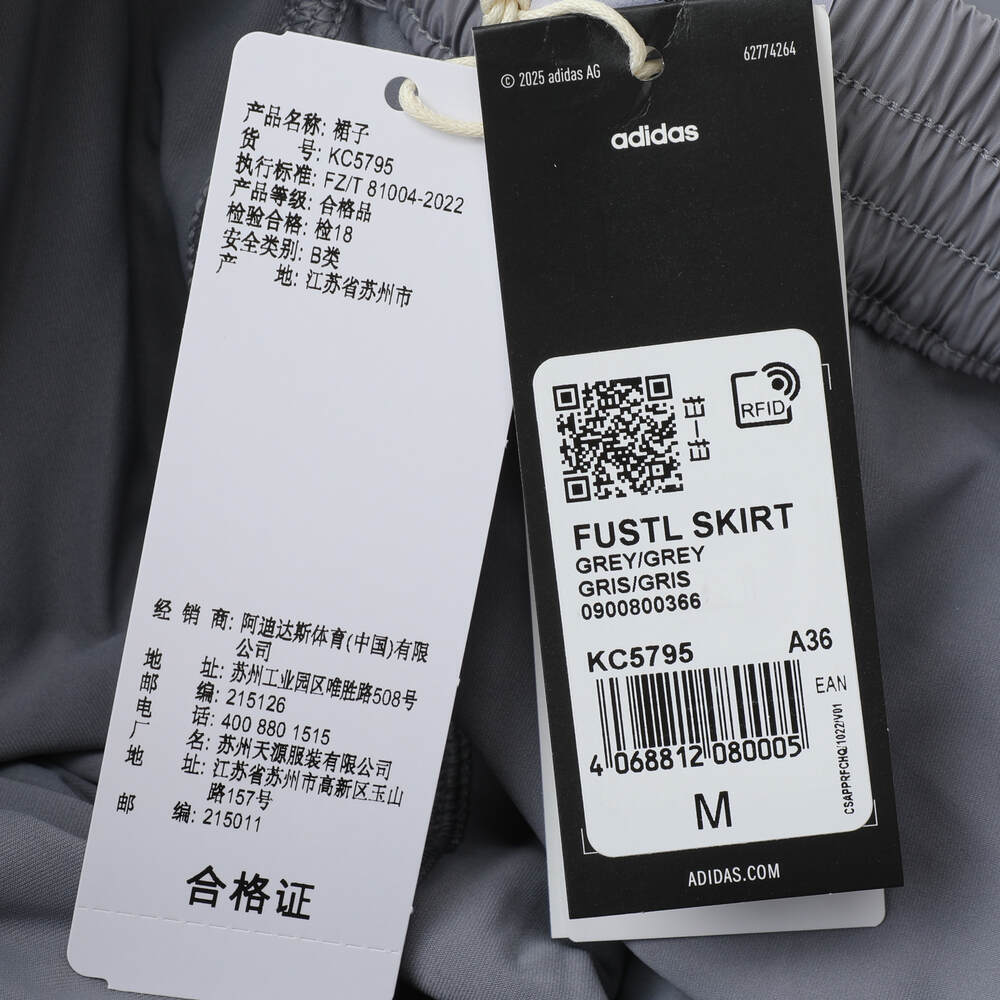 产品名称: 裙子
货 号: KC5795
执行标准: FZ/T 81004-2022
产品等级: 合格品
检验合格: 检18
安全类别: B类
产 地: 江苏省苏州市
经 销 商: 阿迪达斯体育(中国)有限
公司
地 址: 苏州工业园区唯胜路508号
邮 编: 215126
电 话: 400 880 1515
厂 名: 苏州天源服装有限公司
地 址: 江苏省苏州市高新区玉山
路157号
邮 编: 215011
合格证
© 2025 adidas AG
62774264
adidas
RFID
FUSTL SKIRT
GREY/GREY
GRIS/GRIS
0900800366
KC5795
A36
EAN
4 068812 080005
CSAPPRFCHQ/1022/V01
M
ADIDAS.COM